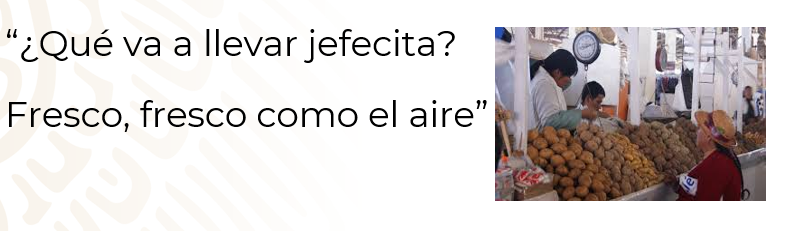 “¿Qué va a llevar jefecita?
Fresco, fresco como el aire”